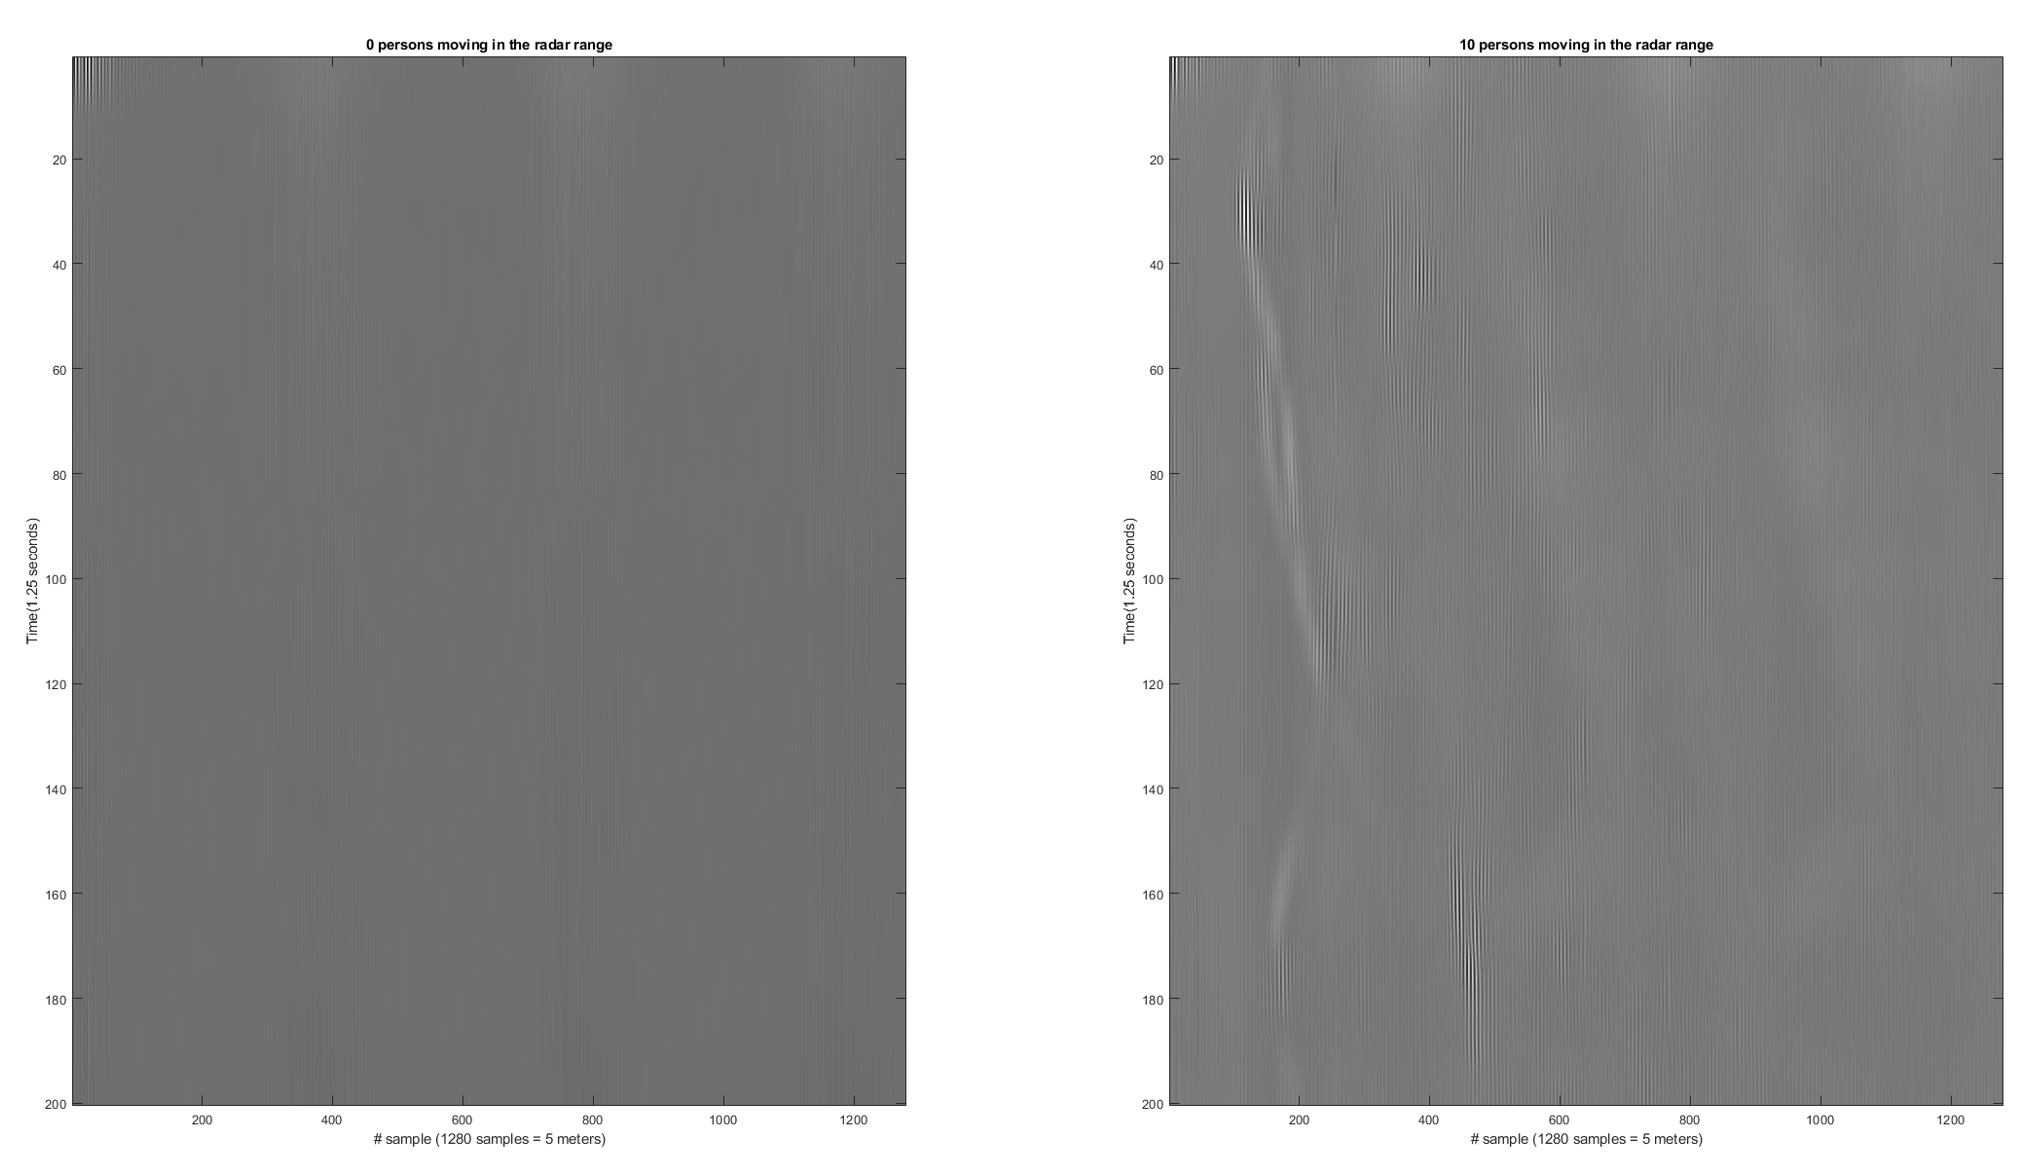 0 persons moving in the radar range
20
40
60
80
100
120
140
160
180
200
Time(1.25 seconds)
200 400 600 800 1000 1200
# sample (1280 samples = 5 meters)
10 persons moving in the radar range
20
40
60
80
100
120
140
160
180
200
Time(1.25 seconds)
200 400 600 800 1000 1200
# sample (1280 samples = 5 meters)